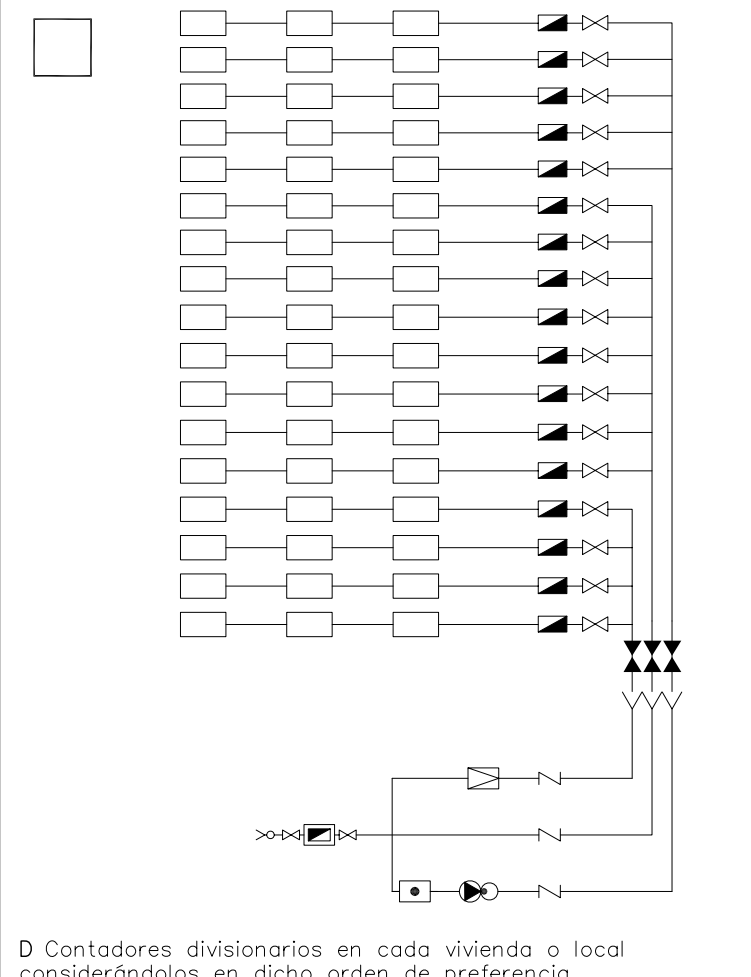 D Contadores divisionarios en cada vivienda o local
considerándolos en dicho orden de preferencia